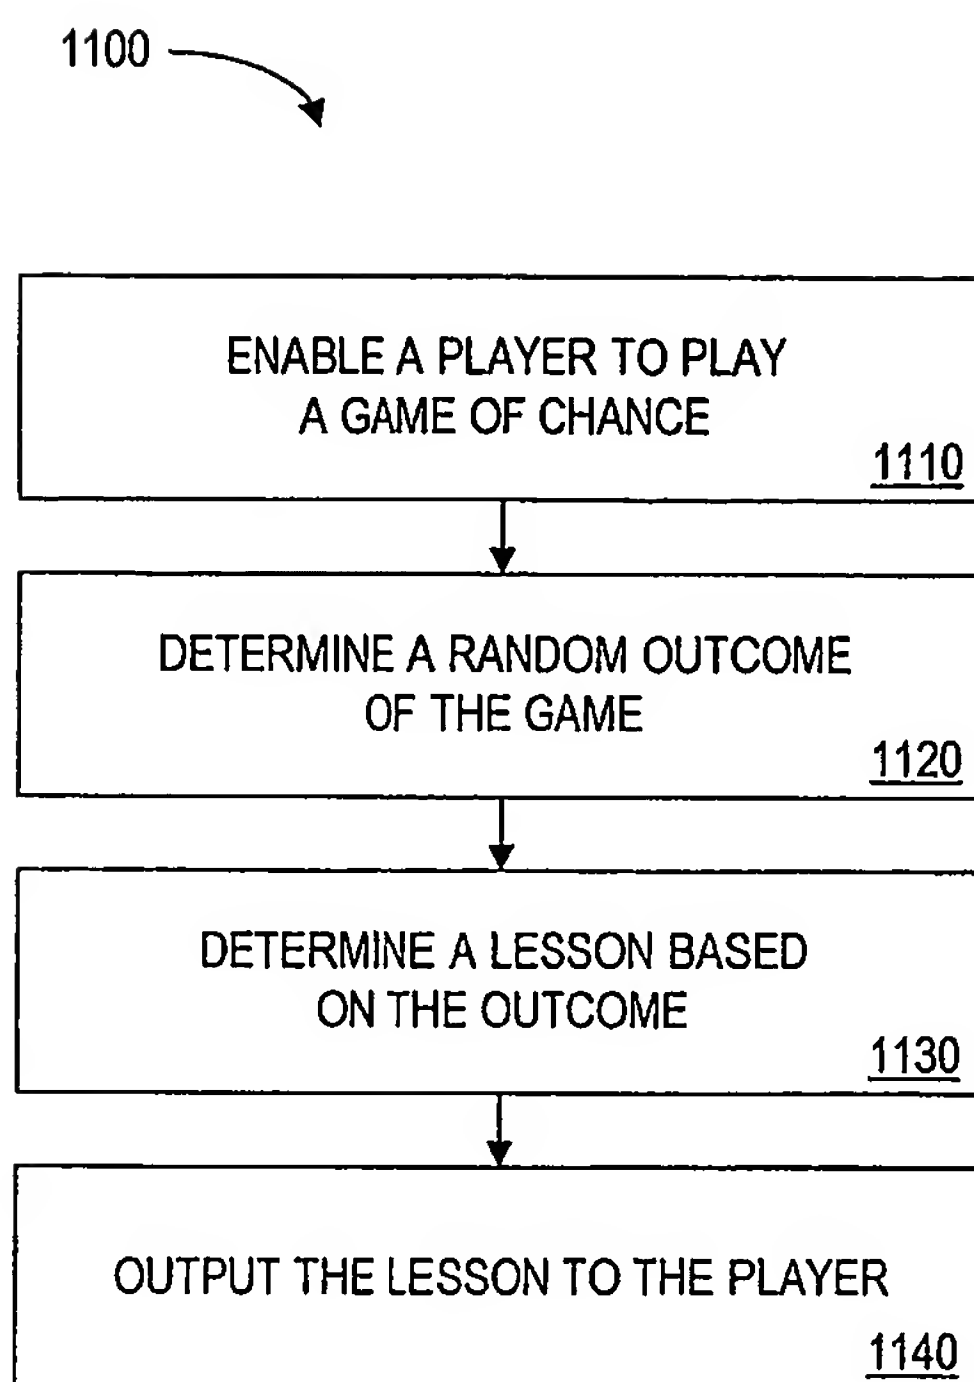 1100
ENABLE A PLAYER TO PLAY
A GAME OF CHANCE
1110
DETERMINE A RANDOM OUTCOME
OF THE GAME
1120
DETERMINE A LESSON BASED
ON THE OUTCOME
1130
OUTPUT THE LESSON TO THE PLAYER
1140